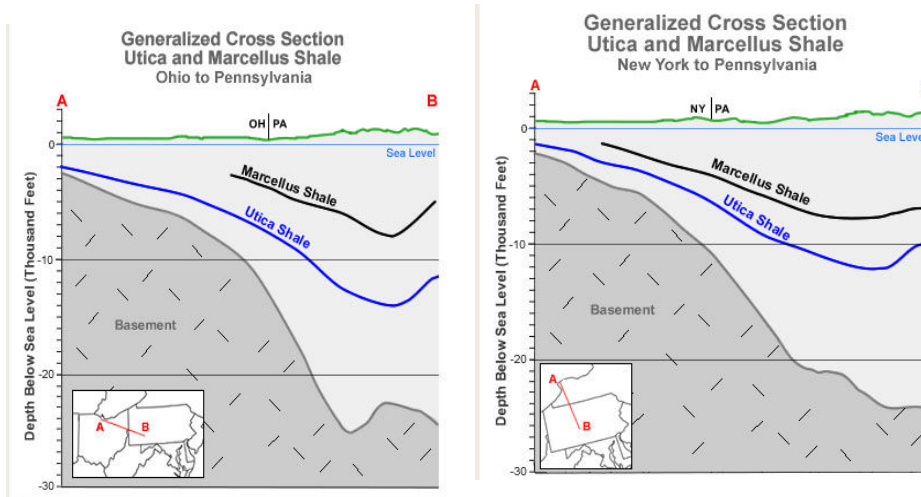 Generalized Cross Section
Utica and Marcellus Shale
Ohio to Pennsylvania
A
B
OH PA
0
Sea Level
Marcellus Shale
Utica Shale
-10
Basement
-20
-30
Depth Below Sea Level (Thousand Feet)
A
B
Generalized Cross Section
Utica and Marcellus Shale
New York to Pennsylvania
A
NY PA
0
Sea Level
Marcellus Shale
Utica Shale
-10
Basement
-20
-30
Depth Below Sea Level (Thousand Feet)
A
B